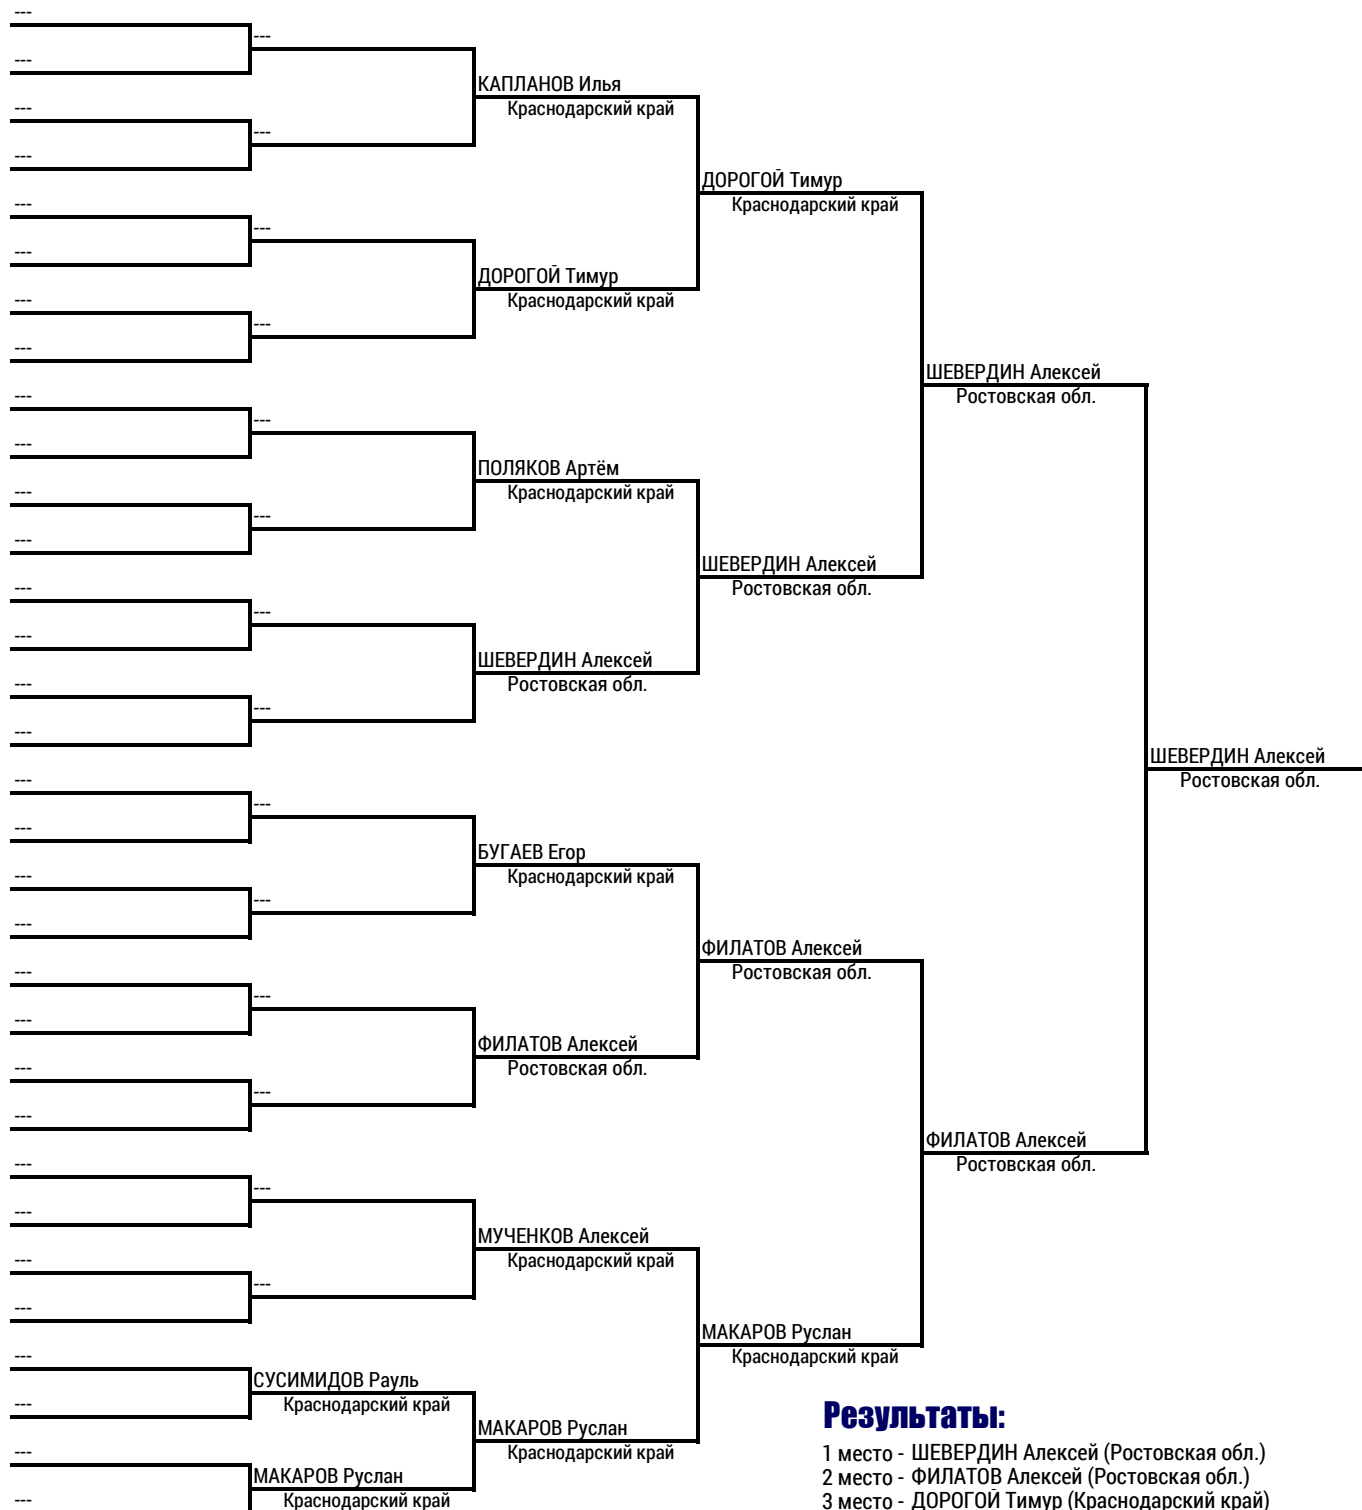 ---
---
---
---
---
КАПЛАНОВ Илья
Краснодарский край
---
---
ДОРОГОЙ Тимур
Краснодарский край
---
---
---
ДОРОГОЙ Тимур
Краснодарский край
---
---
---
ШЕВЕРДИН Алексей
Ростовская обл.
---
---
---
ПОЛЯКОВ Артём
Краснодарский край
---
---
---
ШЕВЕРДИН Алексей
Ростовская обл.
---
---
---
ШЕВЕРДИН Алексей
Ростовская обл.
---
---
---
ШЕВЕРДИН Алексей
Ростовская обл.
---
---
---
БУГАЕВ Егор
Краснодарский край
---
---
---
ФИЛАТОВ Алексей
Ростовская обл.
---
---
---
ФИЛАТОВ Алексей
Ростовская обл.
---
---
---
ФИЛАТОВ Алексей
Ростовская обл.
---
---
---
МУЧЕНКОВ Алексей
Краснодарский край
---
---
---
МАКАРОВ Руслан
Краснодарский край
---
СУСИМИДОВ Рауль
Краснодарский край
---
МАКАРОВ Руслан
Краснодарский край
---
МАКАРОВ Руслан
Краснодарский край
---
Результаты:
1 место - ШЕВЕРДИН Алексей (Ростовская обл.)
2 место - ФИЛАТОВ Алексей (Ростовская обл.)
3 место - ДОРОГОЙ Тимур (Краснодарский край)